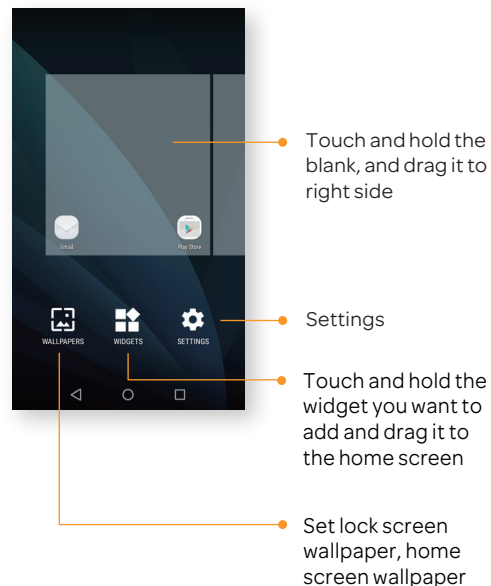 Touch and hold the
blank, and drag it to
right side
Email
Play Store
WALLPAPERS
WIDGETS
SETTINGS
Settings
Touch and hold the
widget you want to
add and drag it to
the home screen
Set lock screen
wallpaper, home
screen wallpaper